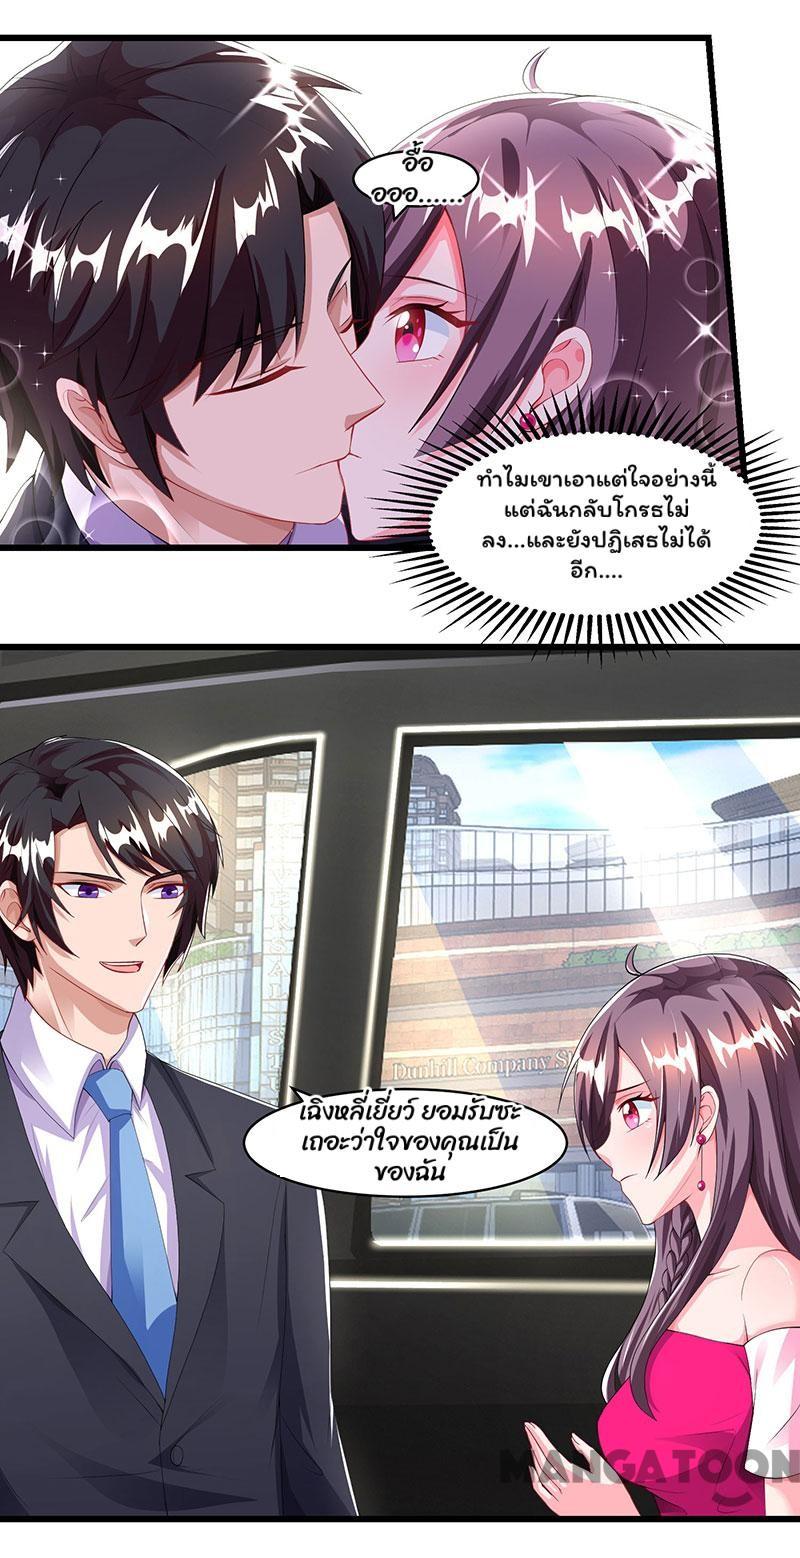 อื้อ
อออ......
ทำไมเขาเอาแต่ใจอย่างนี้
แต่ฉันกลับโกรธไม่
ลง...และยังปฏิเสธไม่ได้
อีก....
Dunhill Company S
เฉิงหลี่เยี่ยว์ ยอมรับซะ
เถอะว่าใจของคุณเป็น
ของฉัน
MANGATOON